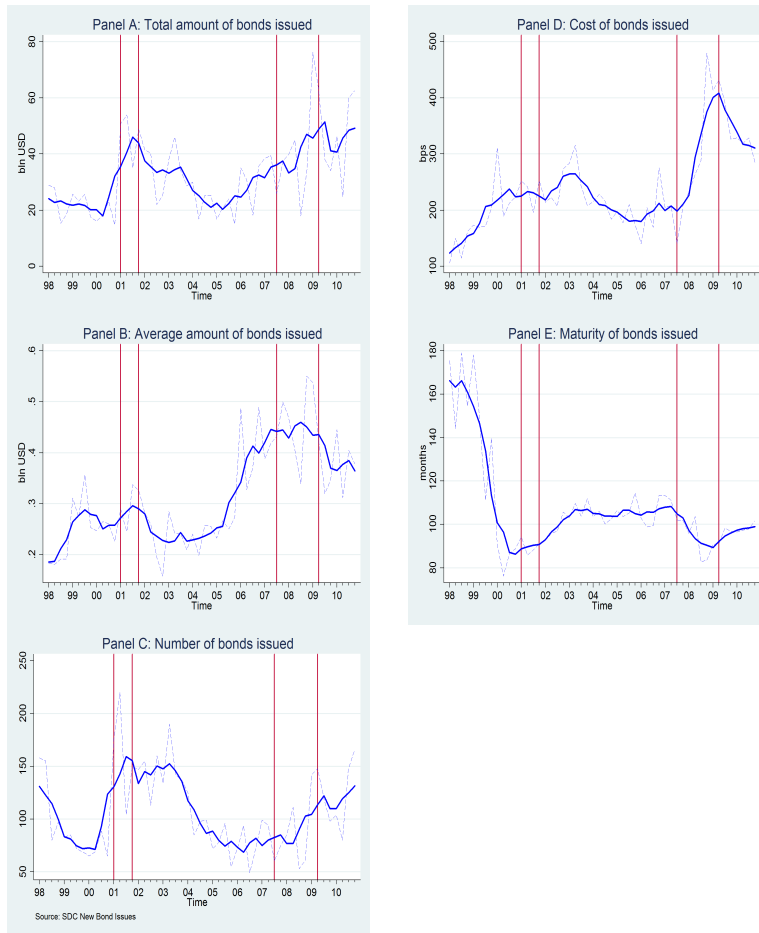 Panel A: Total amount of bonds issued
80
60
40
20
0
bln USD
98 99 00 01 02 03 04 05 06 07 08 09 10
Time
Panel B: Average amount of bonds issued
.6
.5
.4
.3
.2
bln USD
98 99 00 01 02 03 04 05 06 07 08 09 10
Time
Panel C: Number of bonds issued
250
200
150
100
50
98 99 00 01 02 03 04 05 06 07 08 09 10
Time
Source: SDC New Bond Issues
Panel D: Cost of bonds issued
500
400
300
200
100
bps
98 99 00 01 02 03 04 05 06 07 08 09 10
Time
Panel E: Maturity of bonds issued
180
160
140
120
100
80
months
98 99 00 01 02 03 04 05 06 07 08 09 10
Time